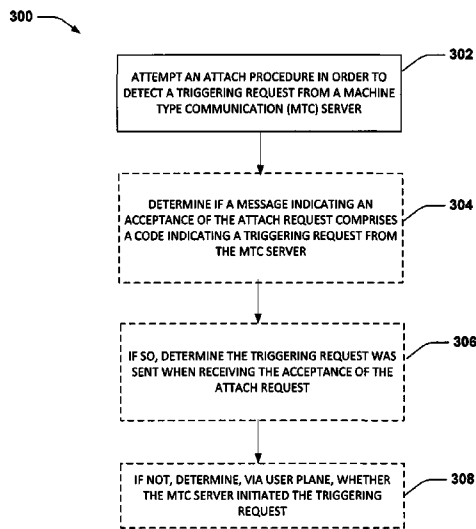 300
302
ATTEMPT AN ATTACH PROCEDURE IN ORDER TO
DETECT A TRIGGERING REQUEST FROM A MACHINE
TYPE COMMUNICATION (MTC) SERVER
304
DETERMINE IF A MESSAGE INDICATING AN
ACCEPTANCE OF THE ATTACH REQUEST COMPRISES
A CODE INDICATING A TRIGGERING REQUEST FROM
THE MTC SERVER
306
IF SO, DETERMINE THE TRIGGERING REQUEST WAS
SENT WHEN RECEIVING THE ACCEPTANCE OF THE
ATTACH REQUEST
308
IF NOT, DETERMINE, VIA USER PLANE, WHETHER
THE MTC SERVER INITIATED THE TRIGGERING
REQUEST